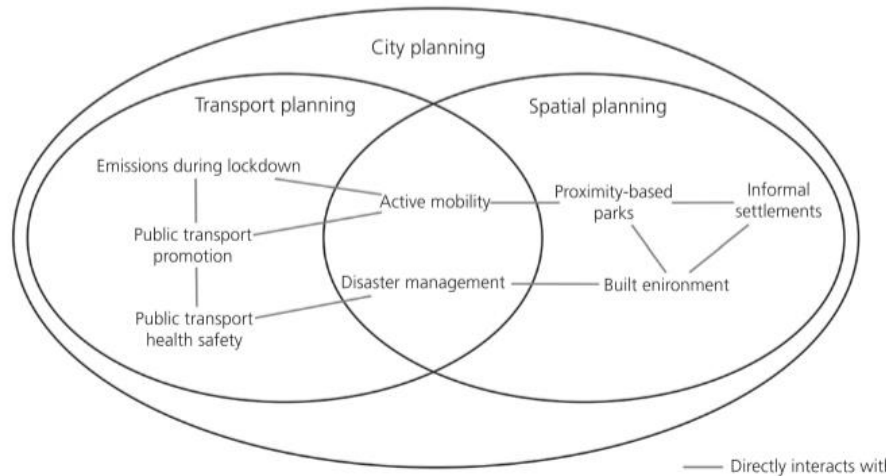 City planning
Transport planning
Spatial planning
Emissions during lockdown
Active mobility
Proximity-based
parks
Informal
settlements
Public transport
promotion
Disaster management
Built enironment
Public transport
health safety
Directly interacts with